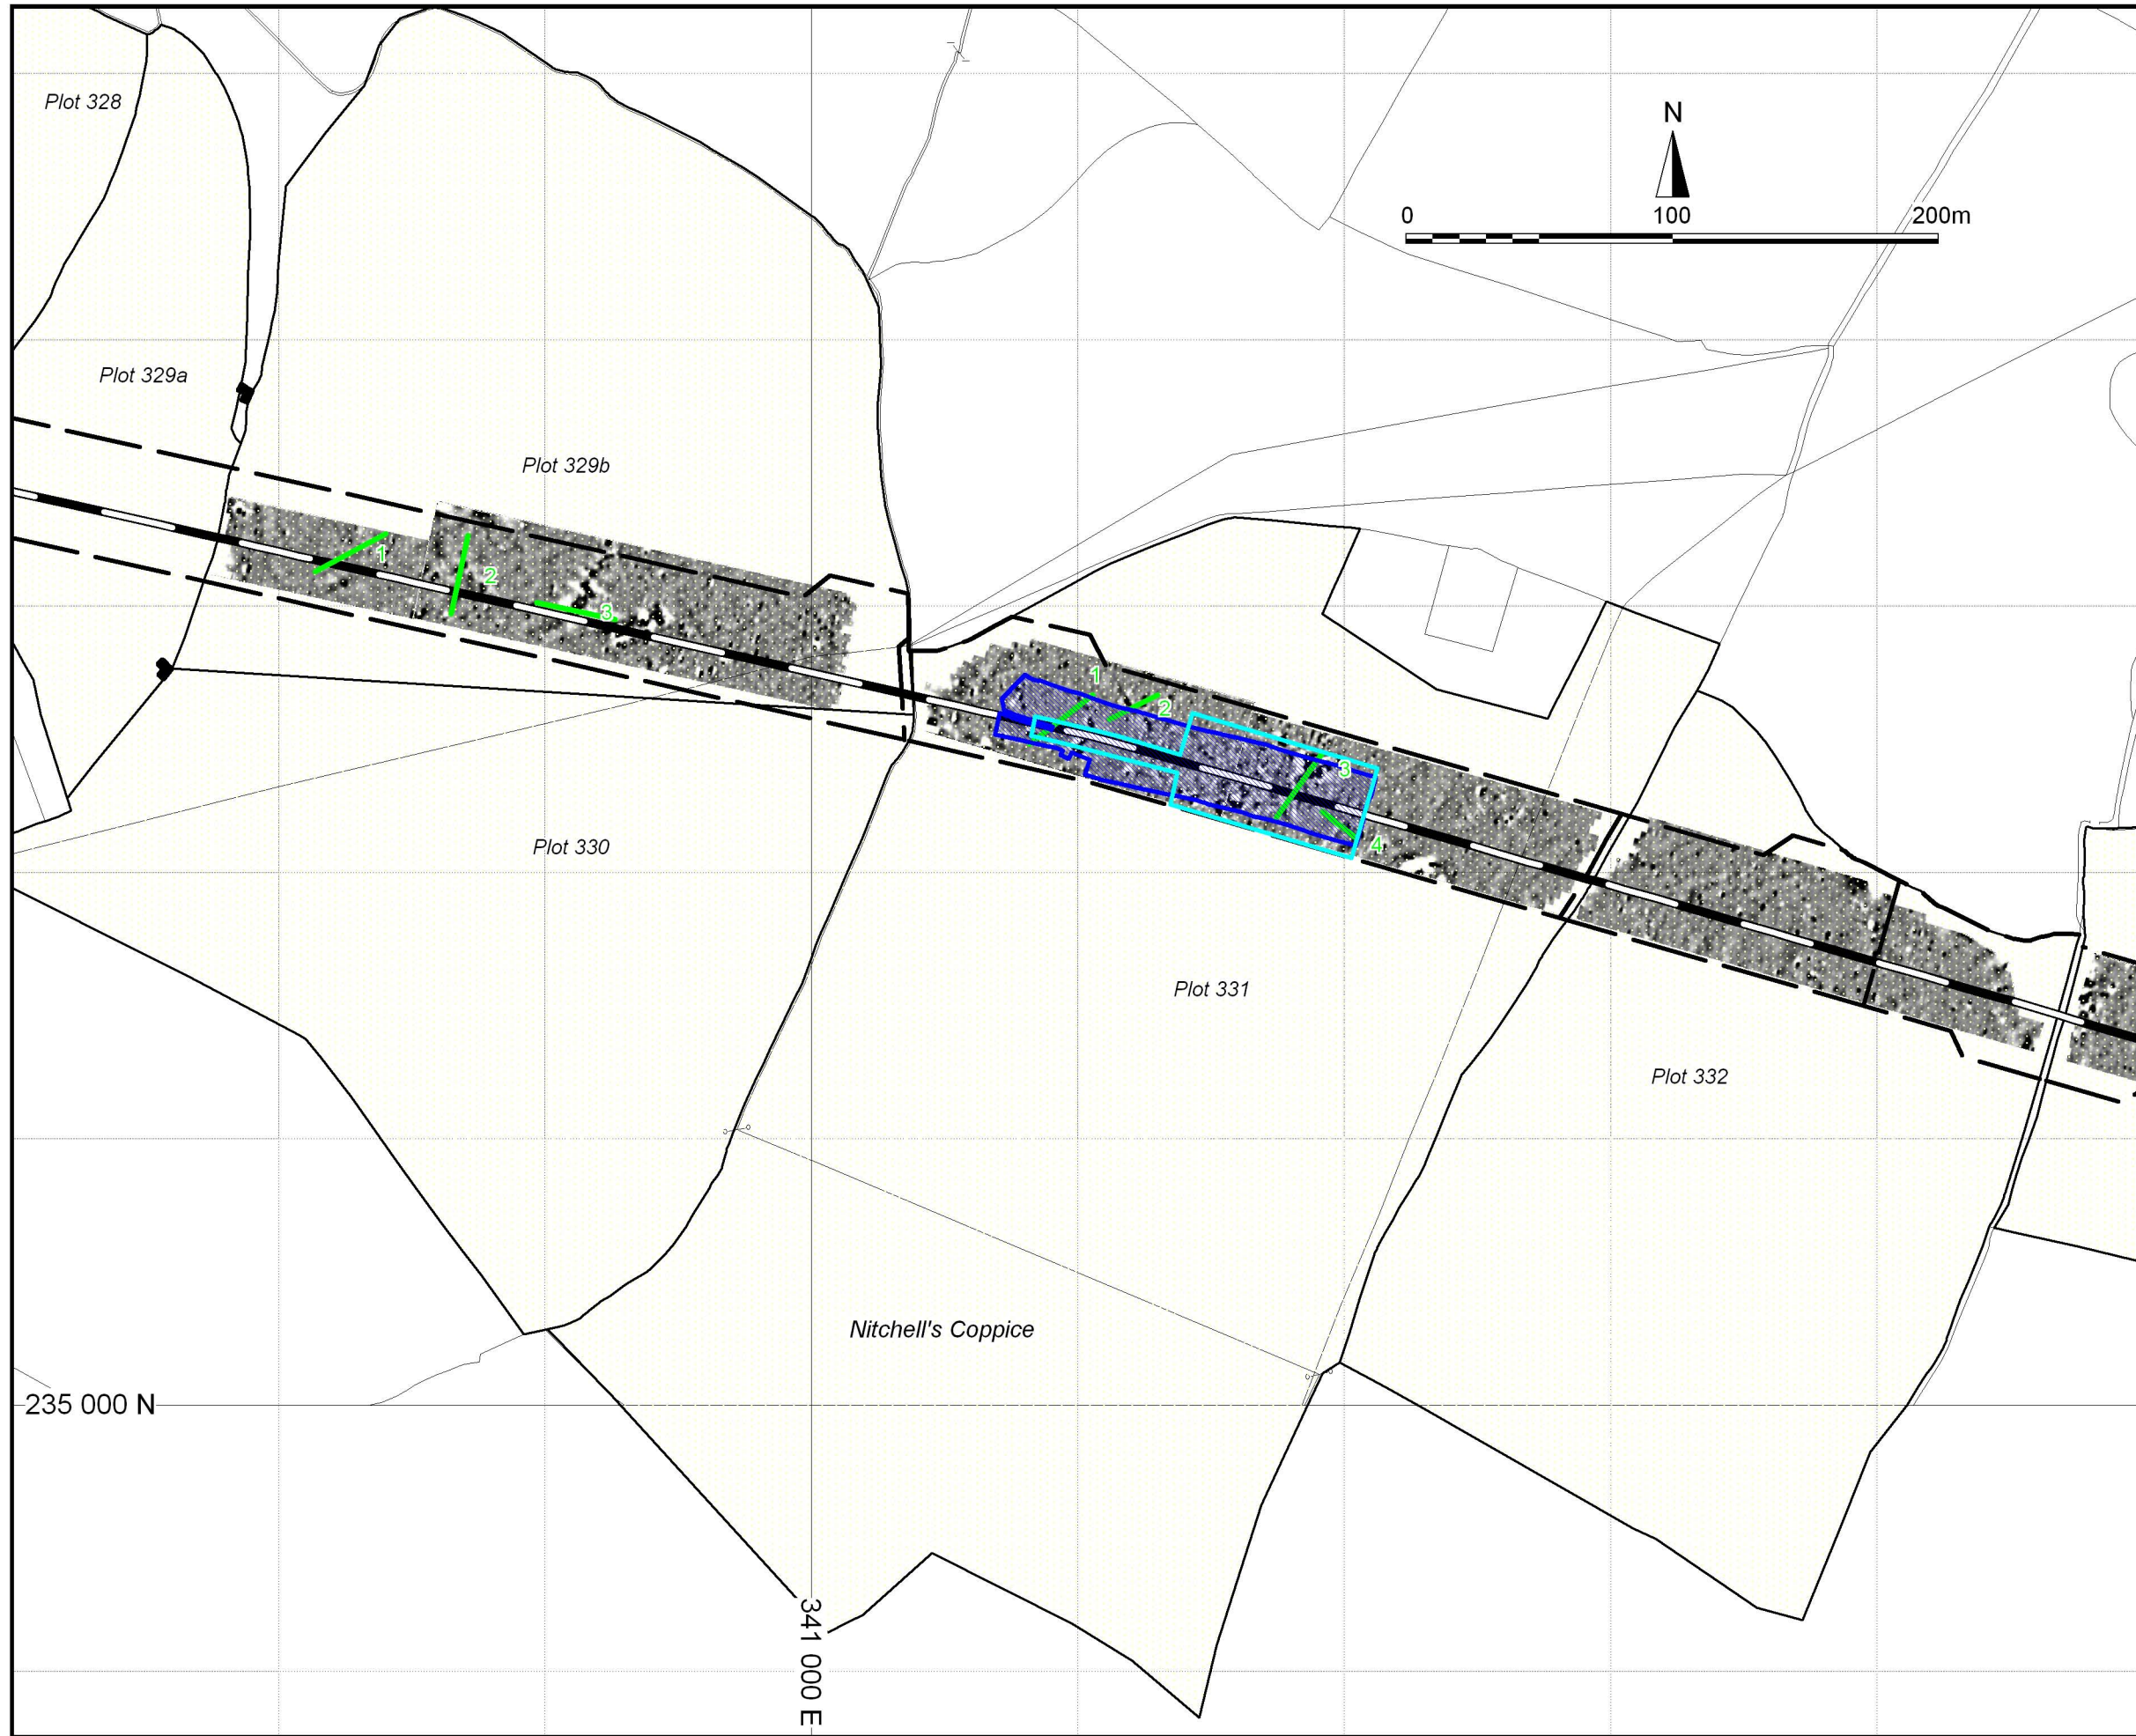 Plot 328
N
0 100 200m
Plot 329a
Plot 329b
1
2
3
1
2
3
4
Plot 330
Plot 331
Plot 332
Nitchell's Coppice
235 000 N
341 000 E